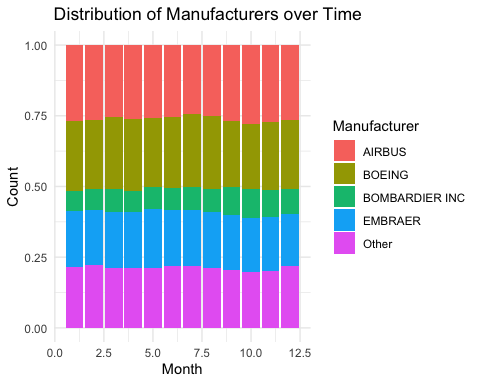 Distribution of Manufacturers over Time
1.00
0.75
0.50
0.25
0.00
Count
0.0
2.5
5.0
7.5
10.0
12.5
Month
Manufacturer
AIRBUS
BOEING
BOMBARDIER INC
EMBRAER
Other